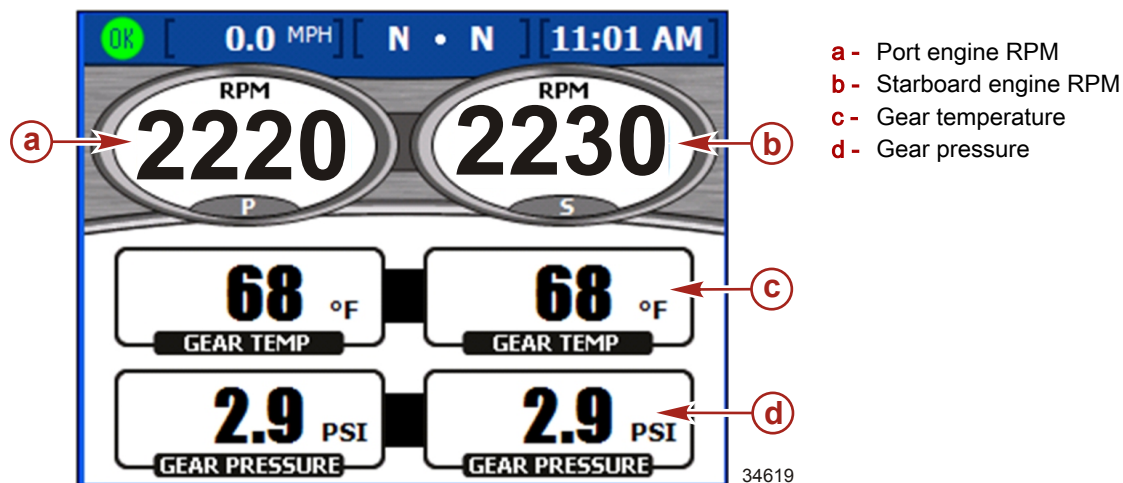 OK [ 0.0 MPH ] [ N • N ] [ 11:01 AM ]
RPM RPM
2220 2230
P S
a b
68 °F 68 °F
GEAR TEMP GEAR TEMP
c
2.9 PSI 2.9 PSI
GEAR PRESSURE GEAR PRESSURE
d
34619
a - Port engine RPM
b - Starboard engine RPM
c - Gear temperature
d - Gear pressure